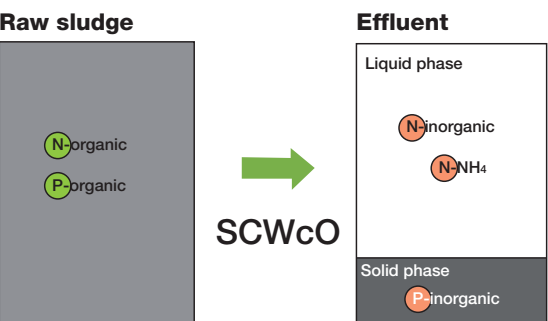 Raw sludge
N-organic
P-organic
SCWcO
Effluent
Liquid phase
N-inorganic
N-NH4
Solid phase
P-inorganic